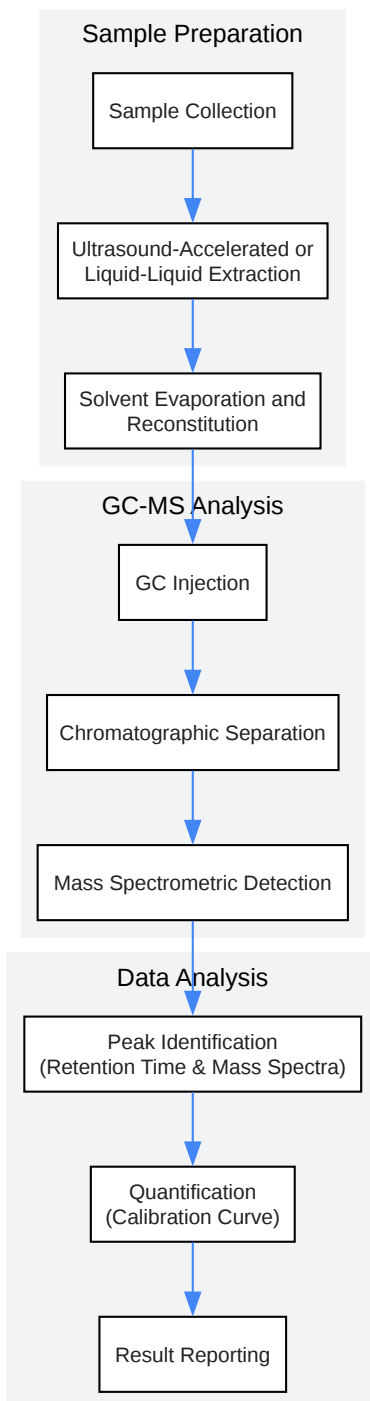 Sample Preparation
Sample Collection
Ultrasound-Accelerated or
Liquid-Liquid Extraction
Solvent Evaporation and
Reconstitution
GC-MS Analysis
GC Injection
Chromatographic Separation
Mass Spectrometric Detection
Data Analysis
Peak Identification
(Retention Time & Mass Spectra)
Quantification
(Calibration Curve)
Result Reporting